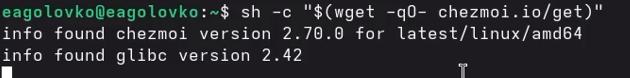 eagolovko@eagolovko:~$ sh -c "$(wget -qO- chezmoi.io/get)"
info found chezmoi version 2.70.0 for latest/linux/amd64
info found glibc version 2.42